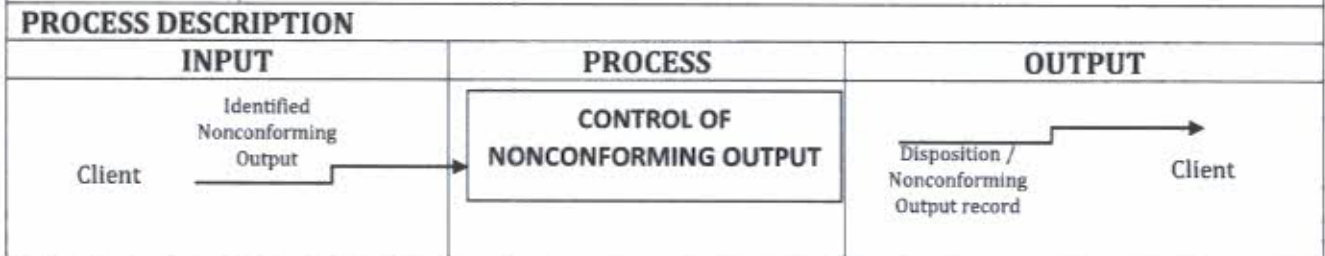 PROCESS DESCRIPTION
INPUT
PROCESS
OUTPUT
Identified
Nonconforming
Output
Client
CONTROL OF
NONCONFORMING OUTPUT
Disposition /
Nonconforming
Output record
Client